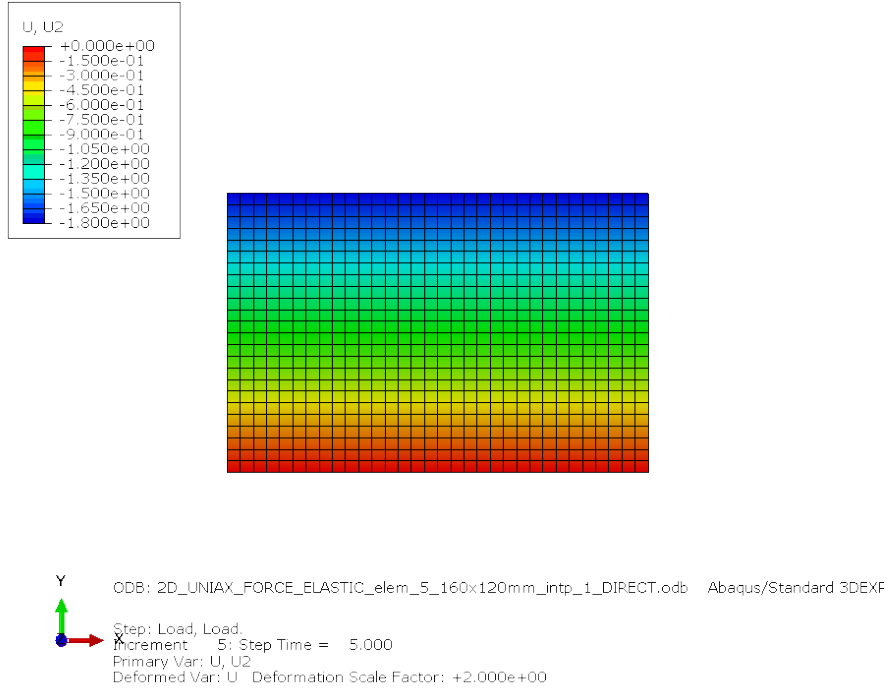 U, U2
+0.000e+00
-1.500e-01
-3.000e-01
-4.500e-01
-6.000e-01
-7.500e-01
-9.000e-01
-1.050e+00
-1.200e+00
-1.350e+00
-1.500e+00
-1.650e+00
-1.800e+00
Y
X
ODB: 2D_UNIAX_FORCE_ELASTIC_elem_5_160x120mm_intp_1_DIRECT.odb Abaqus/Standard 3DEXP
Step: Load, Load.
Increment 5: Step Time = 5.000
Primary Var: U, U2
Deformed Var: U Deformation Scale Factor: +2.000e+00